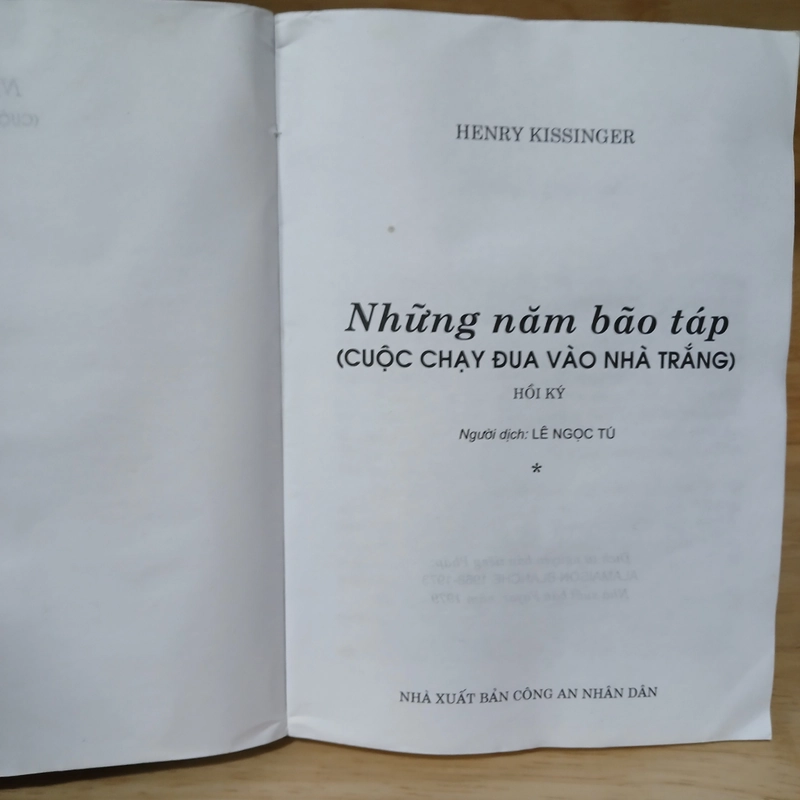 HENRY KISSINGER
Những năm bão táp
(CUỘC CHẠY ĐUA VÀO NHÀ TRẮNG)
HỒI KÝ
Người dịch: LÊ NGỌC TÚ
*
NHÀ XUẤT BẢN CÔNG AN NHÂN DÂN